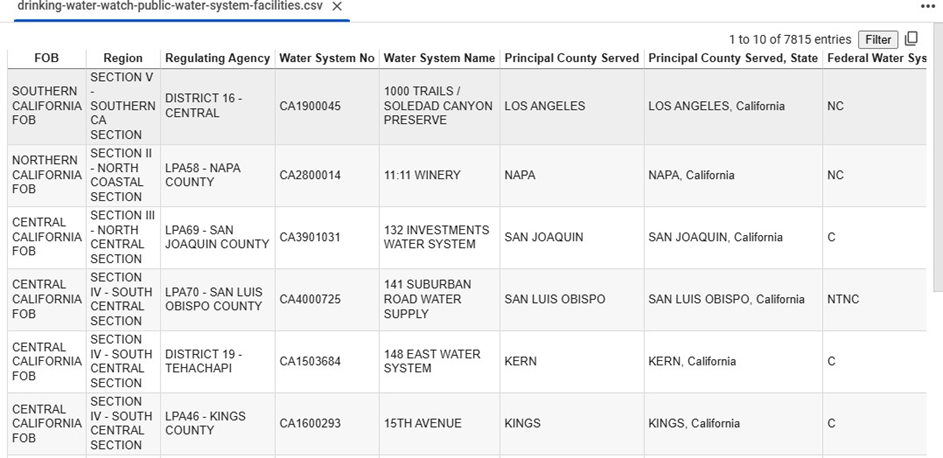 drinking-water-watch-public-water-system-facilities.csv
1 to 10 of 7815 entries Filter
FOB Region Regulating Agency Water System No Water System Name Principal County Served Principal County Served, State Federal Water Sys
SOUTHERN
CALIFORNIA
FOB
SECTION V
-
SOUTHERN
CA
SECTION
DISTRICT 16 -
CENTRAL
CA1900045
1000 TRAILS /
SOLEDAD CANYON
PRESERVE
LOS ANGELES
LOS ANGELES, California
NC
NORTHERN
CALIFORNIA
FOB
SECTION II
- NORTH
COASTAL
SECTION
LPA58 - NAPA
COUNTY
CA2800014
11:11 WINERY
NAPA
NAPA, California
NC
CENTRAL
CALIFORNIA
FOB
SECTION III
- NORTH
CENTRAL
SECTION
LPA69 - SAN
JOAQUIN COUNTY
CA3901031
132 INVESTMENTS
WATER SYSTEM
SAN JOAQUIN
SAN JOAQUIN, California
C
CENTRAL
CALIFORNIA
FOB
SECTION
IV - SOUTH
CENTRAL
SECTION
LPA70 - SAN LUIS
OBISPO COUNTY
CA4000725
141 SUBURBAN
ROAD WATER
SUPPLY
SAN LUIS OBISPO
SAN LUIS OBISPO, California
NTNC
CENTRAL
CALIFORNIA
FOB
SECTION
IV - SOUTH
CENTRAL
SECTION
DISTRICT 19 -
TEHACHAPI
CA1503684
148 EAST WATER
SYSTEM
KERN
KERN, California
C
CENTRAL
CALIFORNIA
FOB
SECTION
IV - SOUTH
CENTRAL
SECTION
LPA46 - KINGS
COUNTY
CA1600293
15TH AVENUE
KINGS
KINGS, California
C